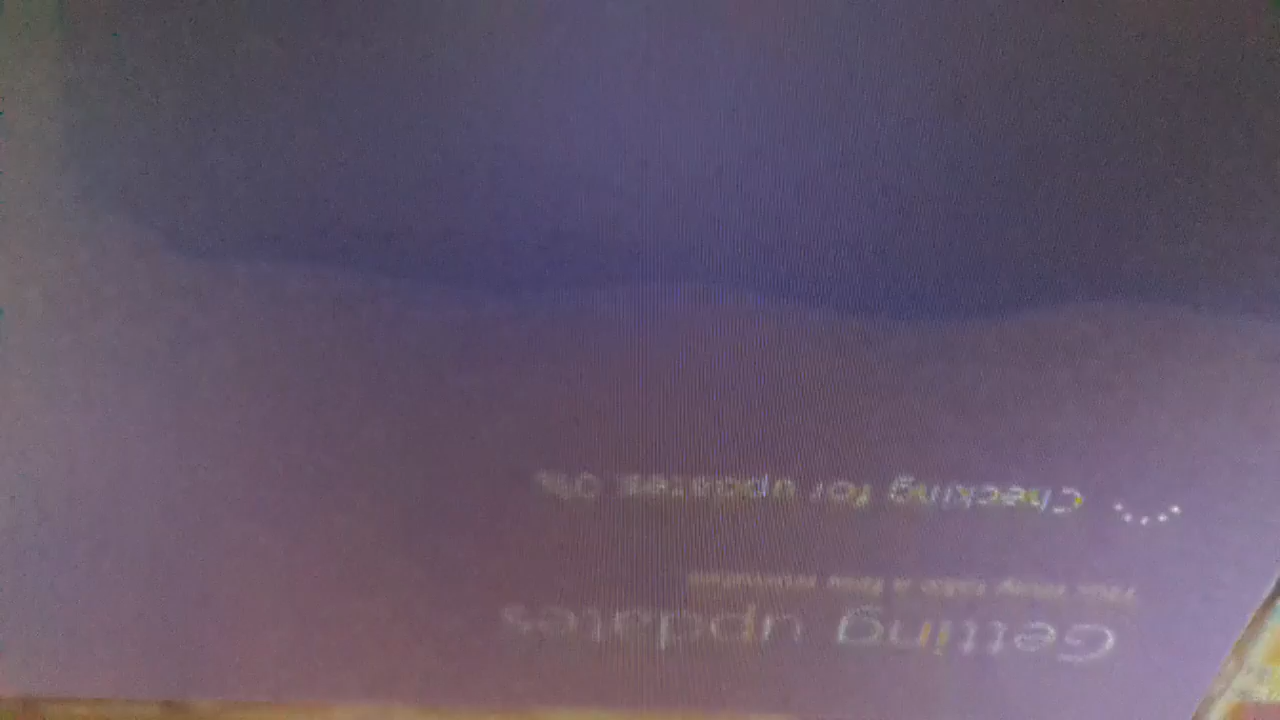 Getting updates
This may take a few minutes
Checking for updates 0%